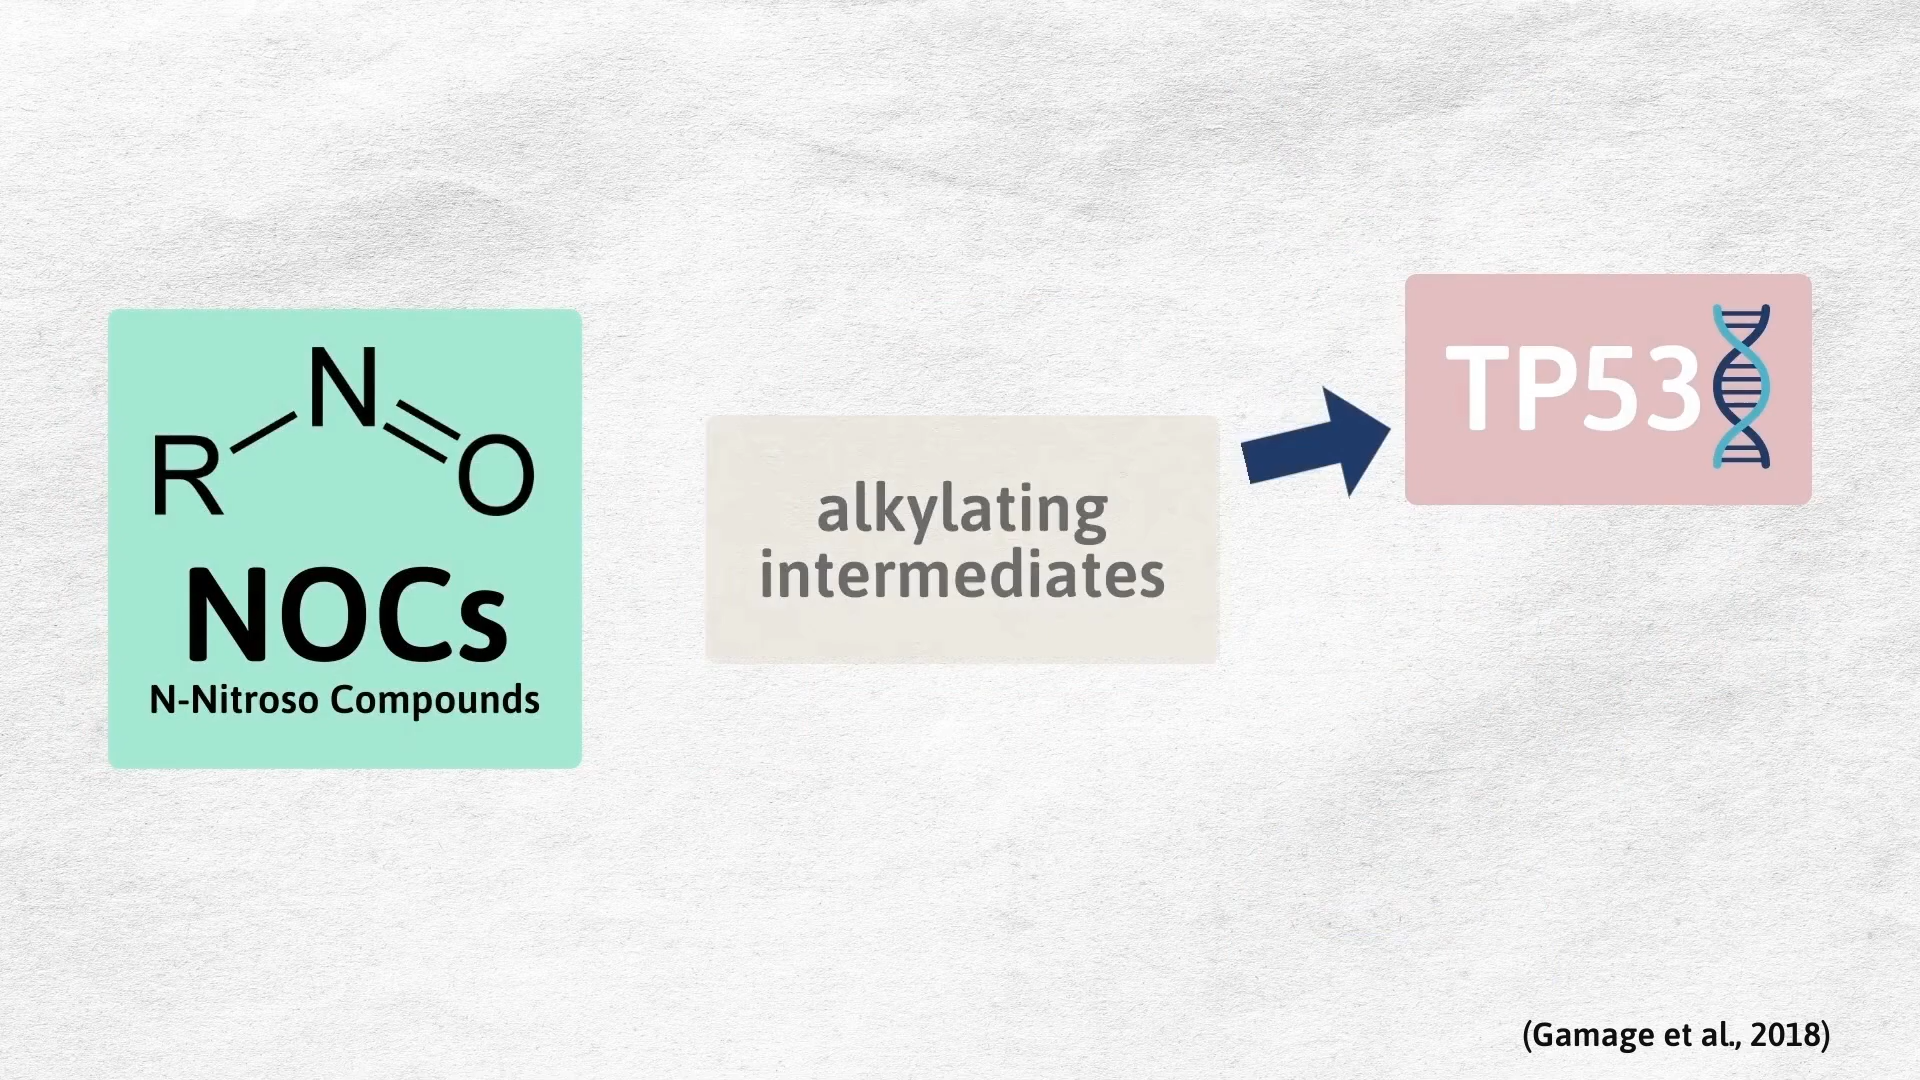 N
R
O
NOCs
N-Nitroso Compounds
alkylating
intermediates
TP53
(Gamage et al., 2018)